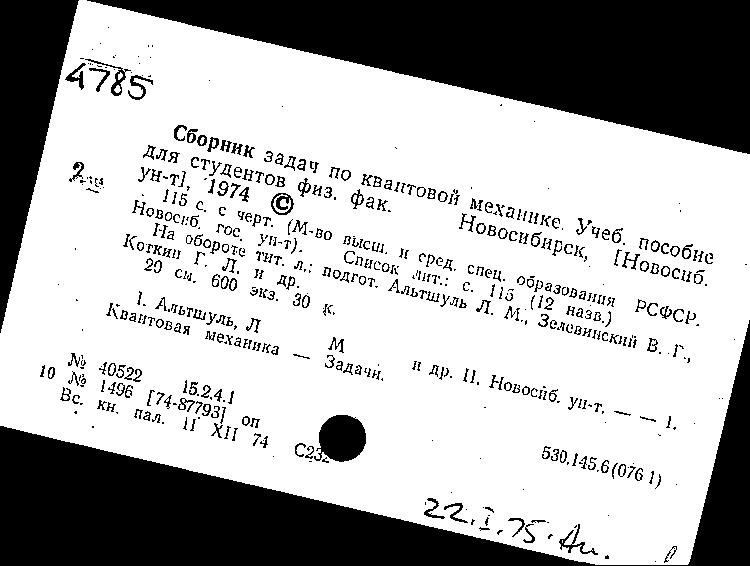 4785
Сборник задач по квантовой механике. Учеб. пособие
для студентов физ. фак. Новосибирск, [Новосиб.
ун-т], 1974 ©
115 с. с черт. (М-во высш. и сред. спец. образования РСФСР.
Новосиб. гос. ун-т). Список лит.: с. 115 (12 назв.)
На обороте тит. л.: подгот. Альтшуль Л. М., Зелевинский В. Г.,
Коткин Г. Л. и др.
20 см. 600 экз. 30 к.
1. Альтшуль, Л М и др. II. Новосиб. ун-т. — — 1.
Квантовая механика — Задачи.
№ 40522 15.2.4.1
10 № 1496 [74-87793] оп
Вс. кн. пал. II XII 74 С232
530.145.6(076 1)
22.I.75.